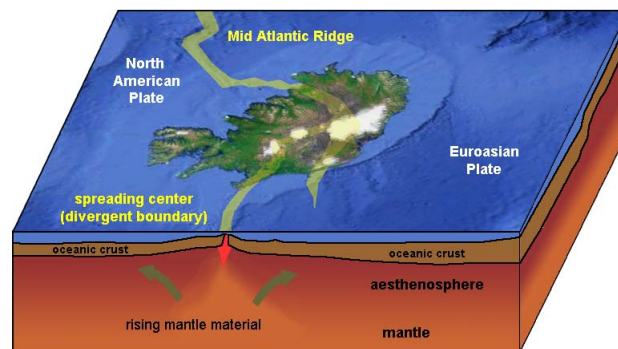 Mid Atlantic Ridge
North
American
Plate
Euroasian
Plate
spreading center
(divergent boundary)
oceanic crust
oceanic crust
aesthenosphere
rising mantle material
mantle